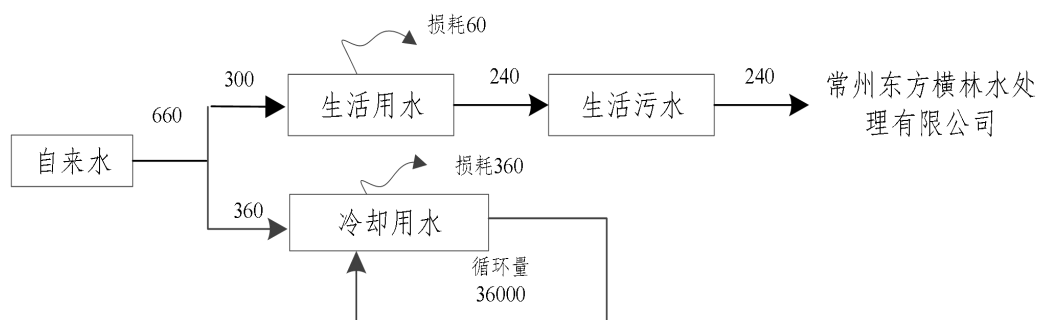 损耗60
300
生活用水
240
生活污水
240
常州东方横林水处
理有限公司
660
自来水
损耗360
360
冷却用水
循环量
36000